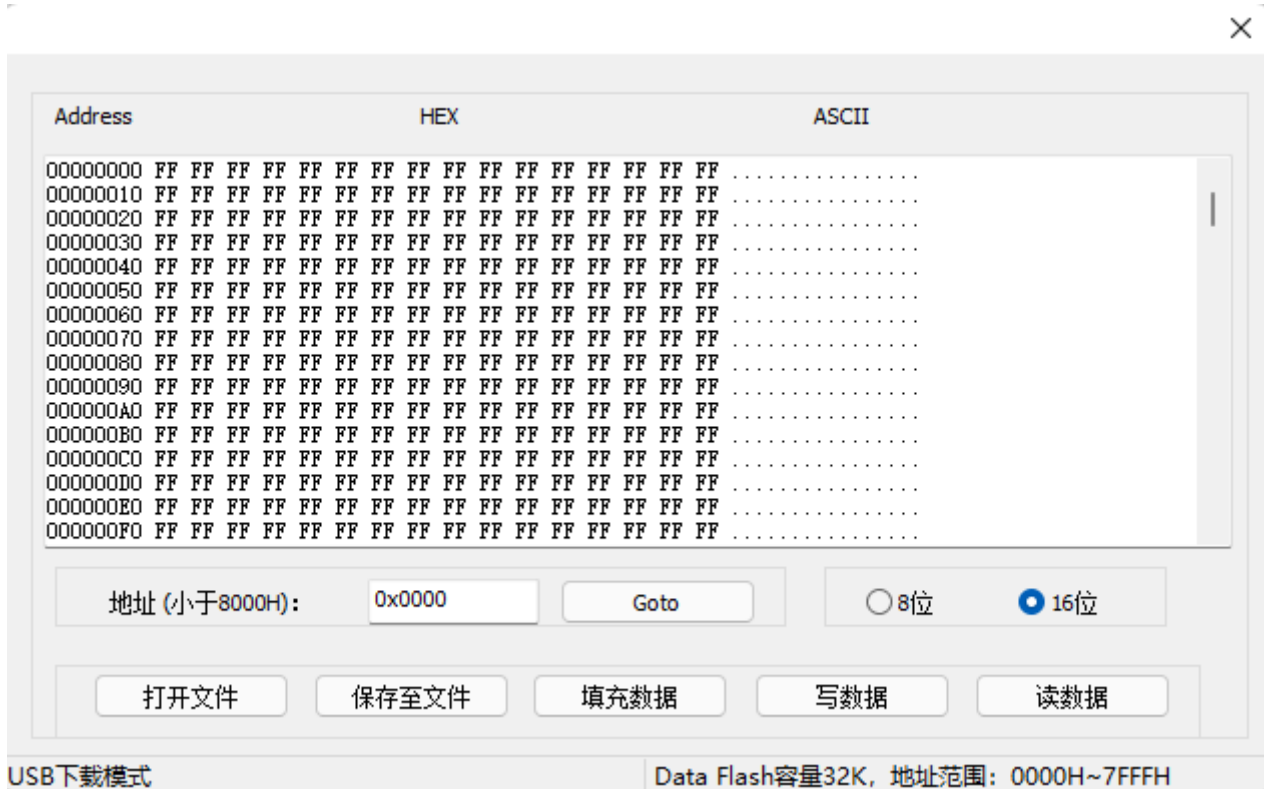 Address HEX ASCII
00000000 FF FF FF FF FF FF FF FF FF FF FF FF FF FF FF FF ................
00000010 FF FF FF FF FF FF FF FF FF FF FF FF FF FF FF FF ................
00000020 FF FF FF FF FF FF FF FF FF FF FF FF FF FF FF FF ................
00000030 FF FF FF FF FF FF FF FF FF FF FF FF FF FF FF FF ................
00000040 FF FF FF FF FF FF FF FF FF FF FF FF FF FF FF FF ................
00000050 FF FF FF FF FF FF FF FF FF FF FF FF FF FF FF FF ................
00000060 FF FF FF FF FF FF FF FF FF FF FF FF FF FF FF FF ................
00000070 FF FF FF FF FF FF FF FF FF FF FF FF FF FF FF FF ................
00000080 FF FF FF FF FF FF FF FF FF FF FF FF FF FF FF FF ................
00000090 FF FF FF FF FF FF FF FF FF FF FF FF FF FF FF FF ................
000000A0 FF FF FF FF FF FF FF FF FF FF FF FF FF FF FF FF ................
000000B0 FF FF FF FF FF FF FF FF FF FF FF FF FF FF FF FF ................
000000C0 FF FF FF FF FF FF FF FF FF FF FF FF FF FF FF FF ................
000000D0 FF FF FF FF FF FF FF FF FF FF FF FF FF FF FF FF ................
000000E0 FF FF FF FF FF FF FF FF FF FF FF FF FF FF FF FF ................
000000F0 FF FF FF FF FF FF FF FF FF FF FF FF FF FF FF FF ................
地址 (小于8000H)： 0x0000 Goto 8位 16位
打开文件 保存至文件 填充数据 写数据 读数据
USB下载模式 Data Flash容量32K，地址范围：0000H~7FFFH